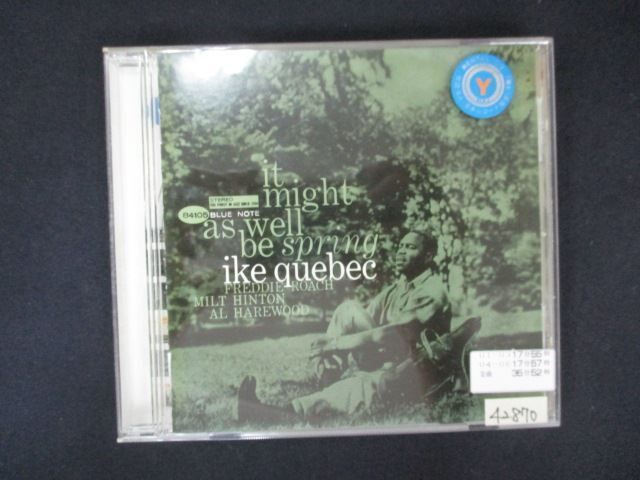 it
might
as well
be spring
STEREO
84105 BLUE NOTE
ike quebec
FREDDIE ROACH
MILT HINTON
AL HAREWOOD
Y
42870